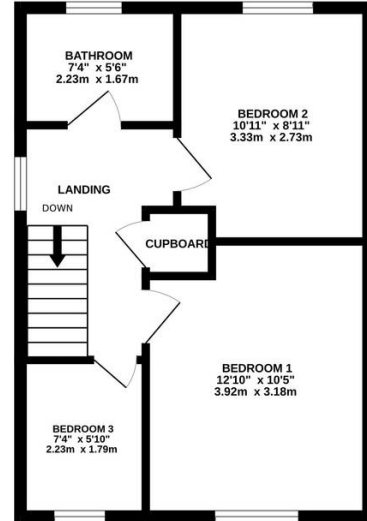 BATHROOM
7'4" x 5'6"
2.23m x 1.67m
BEDROOM 2
10'11" x 8'11"
3.33m x 2.73m
LANDING
DOWN
CUPBOARD
BEDROOM 1
12'10" x 10'5"
3.92m x 3.18m
BEDROOM 3
7'4" x 5'10"
2.23m x 1.79m